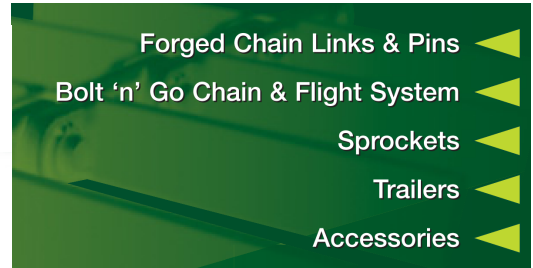 Forged Chain Links & Pins
Bolt ‘n’ Go Chain & Flight System
Sprockets
Trailers
Accessories